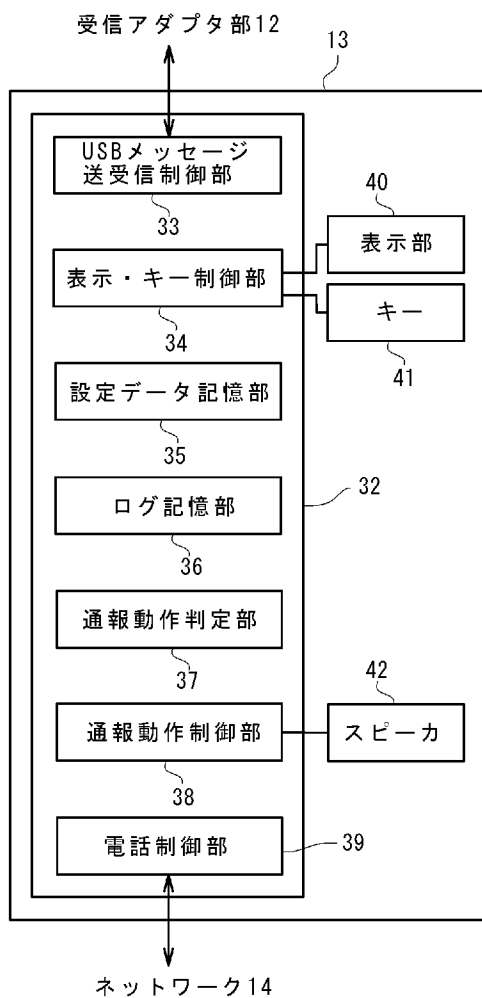 受信アダプタ部12
13
USBメッセージ
送受信制御部
33
40
表示部
表示・キー制御部
34
キー
41
設定データ記憶部
35
32
ログ記憶部
36
通報動作判定部
37
42
通報動作制御部
スピーカ
38
電話制御部
39
ネットワーク14